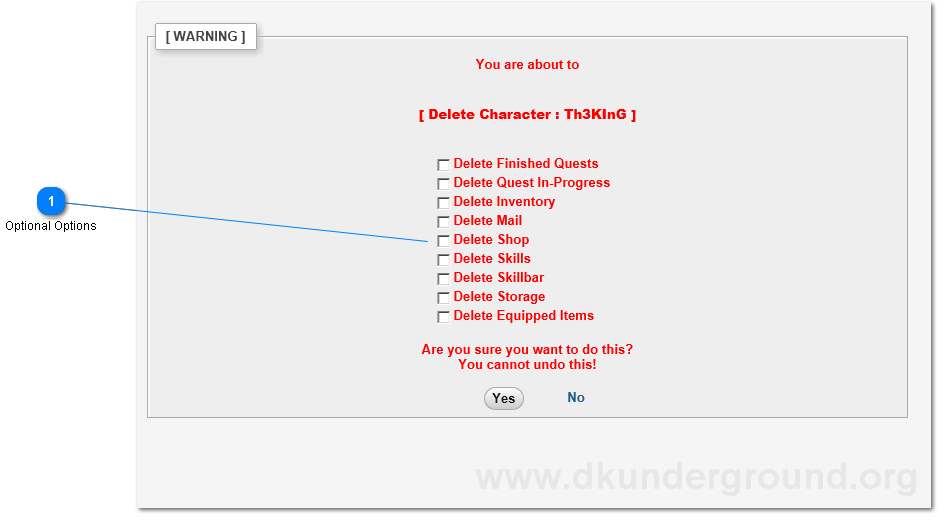 [ WARNING ]
You are about to
[ Delete Character : Th3KInG ]
Delete Finished Quests
Delete Quest In-Progress
Delete Inventory
Delete Mail
1
Optional Options
Delete Shop
Delete Skills
Delete Skillbar
Delete Storage
Delete Equipped Items
Are you sure you want to do this?
You cannot undo this!
Yes No
www.dkunderground.org